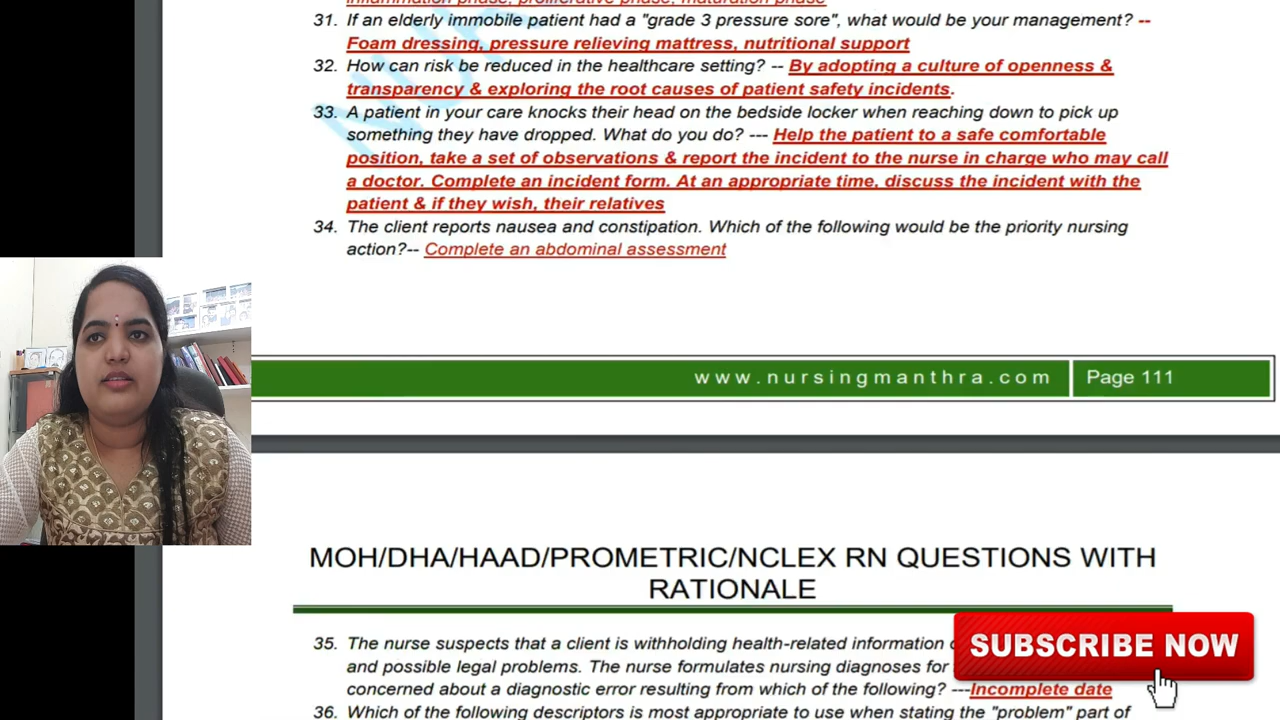 inflammation phase, proliferative phase, maturation phase
31. If an elderly immobile patient had a "grade 3 pressure sore", what would be your management? --
Foam dressing, pressure relieving mattress, nutritional support
32. How can risk be reduced in the healthcare setting? -- By adopting a culture of openness &
transparency & exploring the root causes of patient safety incidents.
33. A patient in your care knocks their head on the bedside locker when reaching down to pick up
something they have dropped. What do you do? --- Help the patient to a safe comfortable
position, take a set of observations & report the incident to the nurse in charge who may call
a doctor. Complete an incident form. At an appropriate time, discuss the incident with the
patient & if they wish, their relatives
34. The client reports nausea and constipation. Which of the following would be the priority nursing
action?-- Complete an abdominal assessment
www.nursingmanthra.com Page 111
MOH/DHA/HAAD/PROMETRIC/NCLEX RN QUESTIONS WITH
RATIONALE
35. The nurse suspects that a client is withholding health-related information
and possible legal problems. The nurse formulates nursing diagnoses for
concerned about a diagnostic error resulting from which of the following? ---Incomplete date
SUBSCRIBE NOW
36. Which of the following descriptors is most appropriate to use when stating the "problem" part of